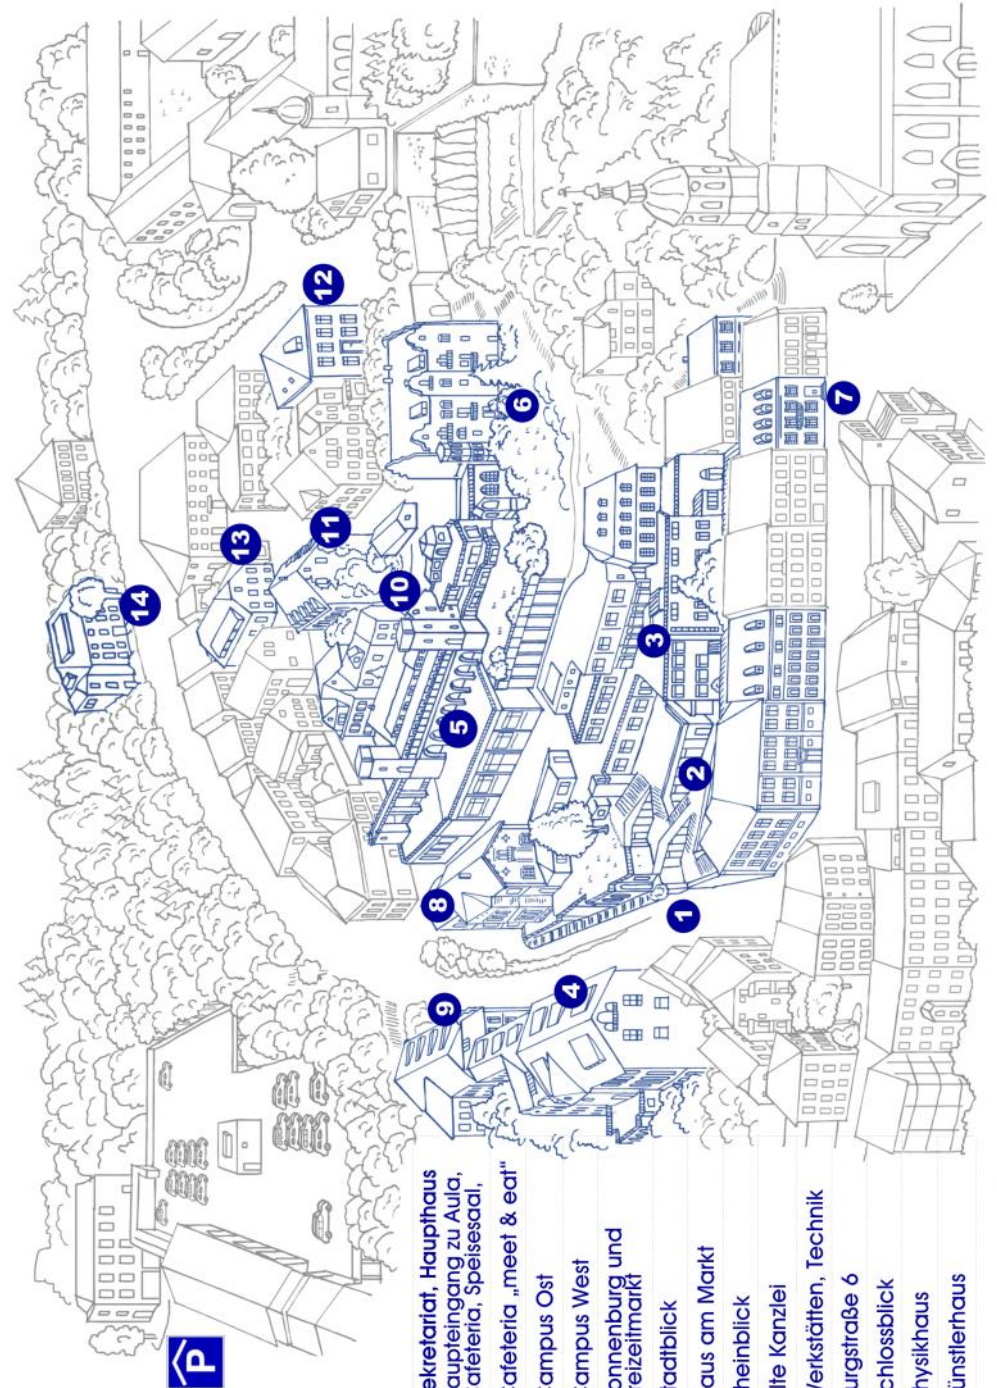 P
14
13
12
11
10
9
8
6
5
4
3
2
1
7
ekretariat, Haupthaus
aupteingang zu Aula,
afeteria, Speisesaal,
afeteria „meet & eat“
ampus Ost
ampus West
onnenburg und
reizeitmarkt
tadtblick
aus am Markt
heinblick
lte Kanzlei
erkstätten, Technik
urgstraße 6
chlossblick
hysikhaus
ünstlerhaus